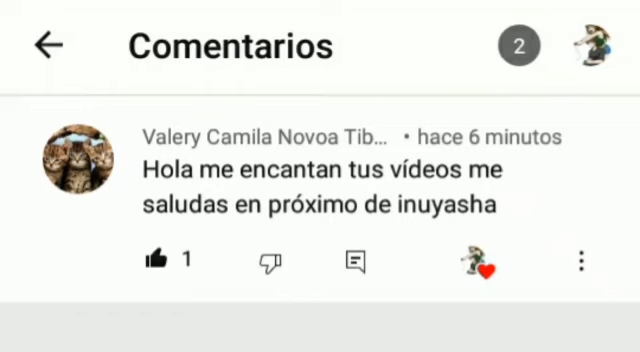 Comentarios
2
Valery Camila Novoa Tib... • hace 6 minutos
Hola me encantan tus vídeos me
saludas en próximo de inuyasha
1